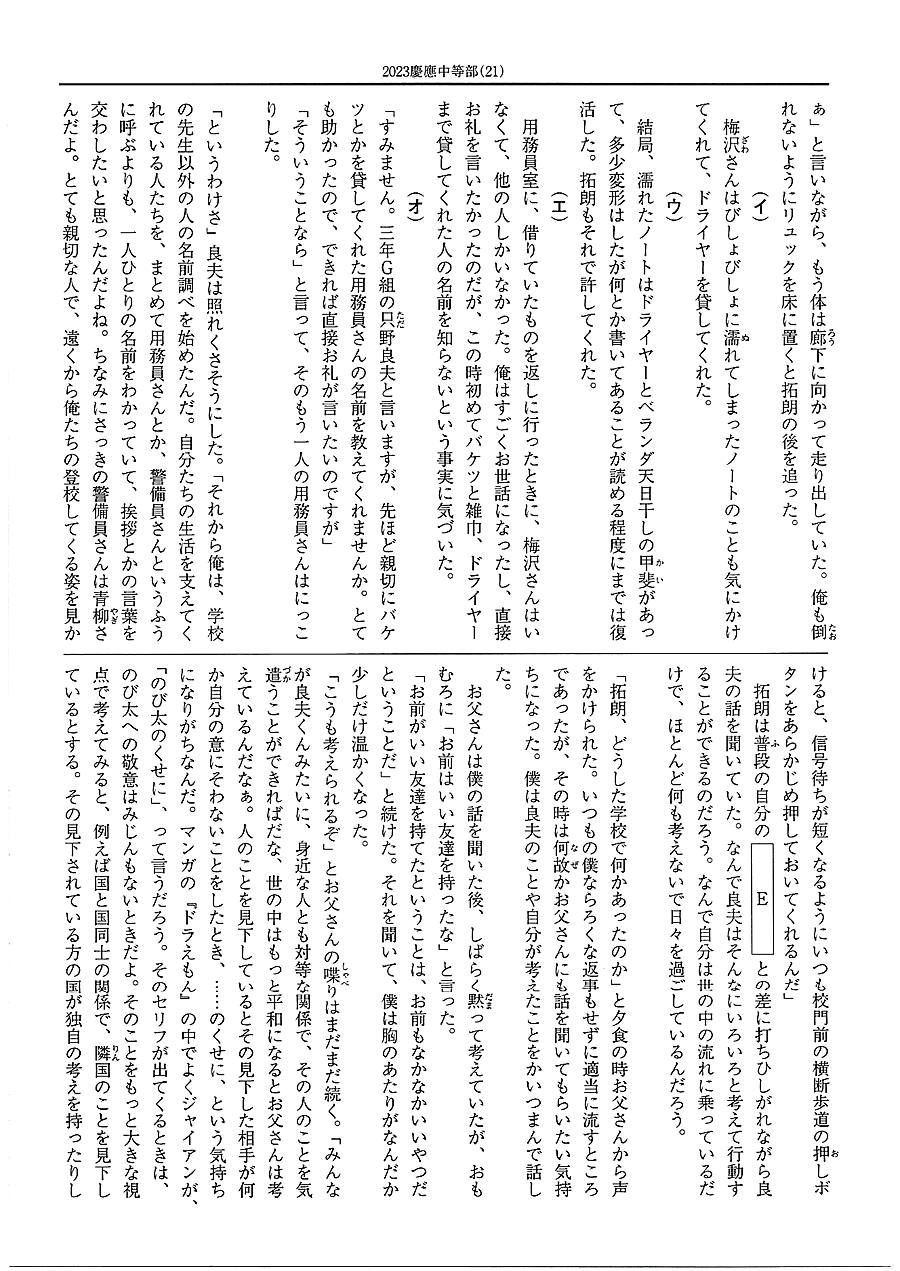 2023慶應中等部(21)
ぁ」と言いながら、もう体は廊下に向かって走り出していた。俺も倒
れないようにリュックを床に置くと拓朗の後を追った。
(イ)
梅沢さんはびしょびしょに濡れてしまったノートのことも気にかけ
てくれて、ドライヤーを貸してくれた。
(ウ)
結局、濡れたノートはドライヤーとベランダ天日干しの甲斐があっ
て、多少変形はしたが何とか書いてあることが読める程度にまでは復
活した。拓朗もそれで許してくれた。
(エ)
用務員室に、借りていたものを返しに行ったときに、梅沢さんはい
なくて、他の人しかいなかった。俺はすごくお世話になったし、直接
お礼を言いたかったのだが、この時初めてバケツと雑巾、ドライヤー
まで貸してくれた人の名前を知らないという事実に気づいた。
(オ)
「すみません。三年G組の只野良夫と言いますが、先ほど親切にバケ
ツとかを貸してくれた用務員さんの名前を教えてくれませんか。とて
も助かったので、できれば直接お礼が言いたいのですが」
「そういうことなら」と言って、そのもう一人の用務員さんはにっこ
りした。
「というわけさ」良夫は照れくさそうにした。「それから俺は、学校
の先生以外の人の名前調べを始めたんだ。自分たちの生活を支えてく
れている人たちを、まとめて用務員さんとか、警備員さんというふう
に呼ぶよりも、一人ひとりの名前をわかっていて、挨拶とかの言葉を
交わしたいと思ったんだよね。ちなみにさっきの警備員さんは青柳さ
んだよ。とても親切な人で、遠くから俺たちの登校してくる姿を見か
けると、信号待ちが短くなるようにいつも校門前の横断歩道の押しボ
タンをあらかじめ押しておいてくれるんだ」
拓朗は普段の自分の E との差に打ちひしがれながら良
夫の話を聞いていた。なんで良夫はそんなにいろいろと考えて行動す
ることができるのだろう。なんで自分は世の中の流れに乗っているだ
けで、ほとんど何も考えないで日々を過ごしているんだろう。
「拓朗、どうした学校で何かあったのか」と夕食の時お父さんから声
をかけられた。いつもの僕ならろくな返事もせずに適当に流すところ
であったが、その時は何故かお父さんにも話を聞いてもらいたい気持
ちになった。僕は良夫のことや自分が考えたことをかいつまんで話し
た。
お父さんは僕の話を聞いた後、しばらく黙って考えていたが、おも
むろに「お前はいい友達を持ったな」と言った。
「お前がいい友達を持てたということは、お前もなかなかいいやつだ
ということだ」と続けた。それを聞いて、僕は胸のあたりがなんだか
少しだけ温かくなった。
「こうも考えられるぞ」とお父さんの喋りはまだまだ続く。「みんな
が良夫くんみたいに、身近な人とも対等な関係で、その人のことを気
遣うことができればだな、世の中はもっと平和になるとお父さんは考
えているんだなぁ。人のことを見下しているとその見下した相手が何
か自分の意にそわないことをしたとき、……のくせに、という気持ち
になりがちなんだ。マンガの『ドラえもん』の中でよくジャイアンが、
「のび太のくせに」、って言うだろう。そのセリフが出てくるときは、
のび太への敬意はみじんもないときだよ。そのことをもっと大きな視
点で考えてみると、例えば国と国同士の関係で、隣国のことを見下し
ているとする。その見下されている方の国が独自の考えを持ったりし